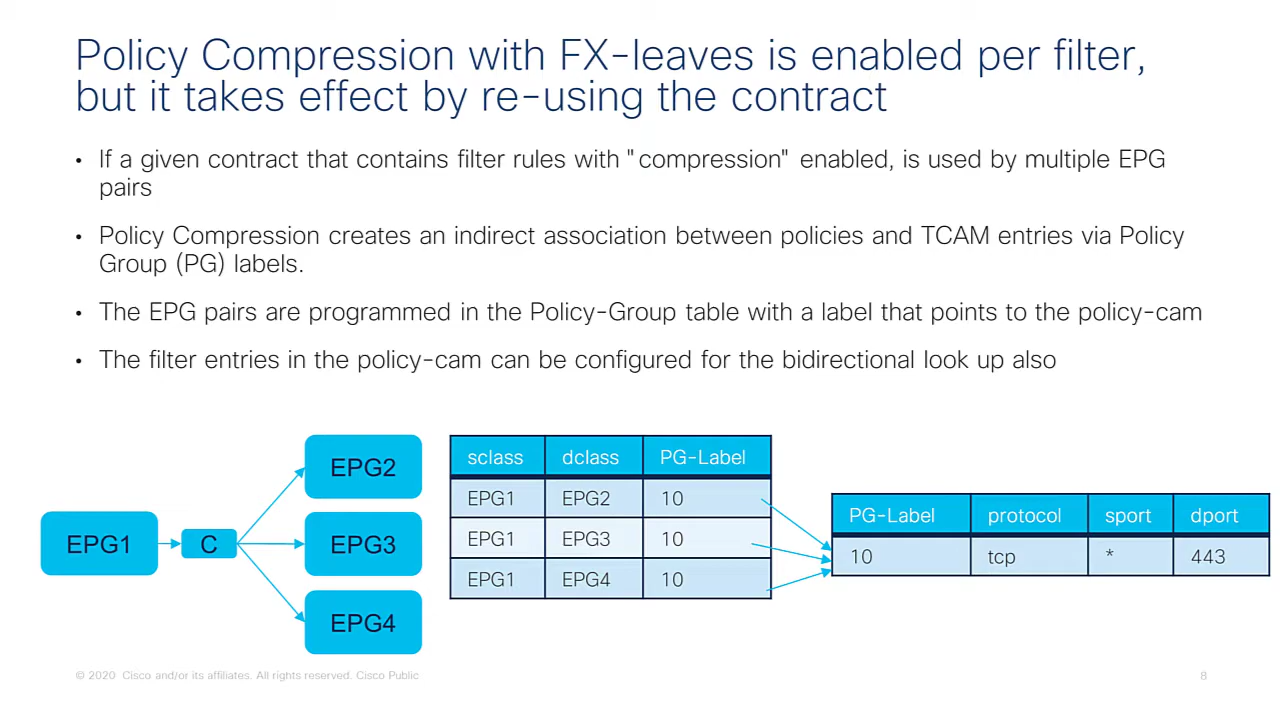 Policy Compression with FX-leaves is enabled per filter,
but it takes effect by re-using the contract
• If a given contract that contains filter rules with "compression" enabled, is used by multiple EPG
pairs
• Policy Compression creates an indirect association between policies and TCAM entries via Policy
Group (PG) labels.
• The EPG pairs are programmed in the Policy-Group table with a label that points to the policy-cam
• The filter entries in the policy-cam can be configured for the bidirectional look up also
EPG1
C
EPG2
EPG3
EPG4
sclass dclass PG-Label
EPG1 EPG2 10
EPG1 EPG3 10
EPG1 EPG4 10
PG-Label protocol sport dport
10 tcp * 443
© 2020 Cisco and/or its affiliates. All rights reserved. Cisco Public
8